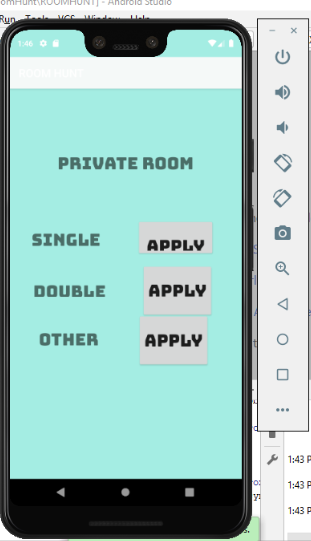 omHunt\ROOMHUNT] - Android Studio
Run Tools VCS Window Help
1:46
ROOM HUNT
PRIVATE ROOM
SINGLE APPLY
DOUBLE APPLY
OTHER APPLY
1:43 P
1:43 P
1:43 P